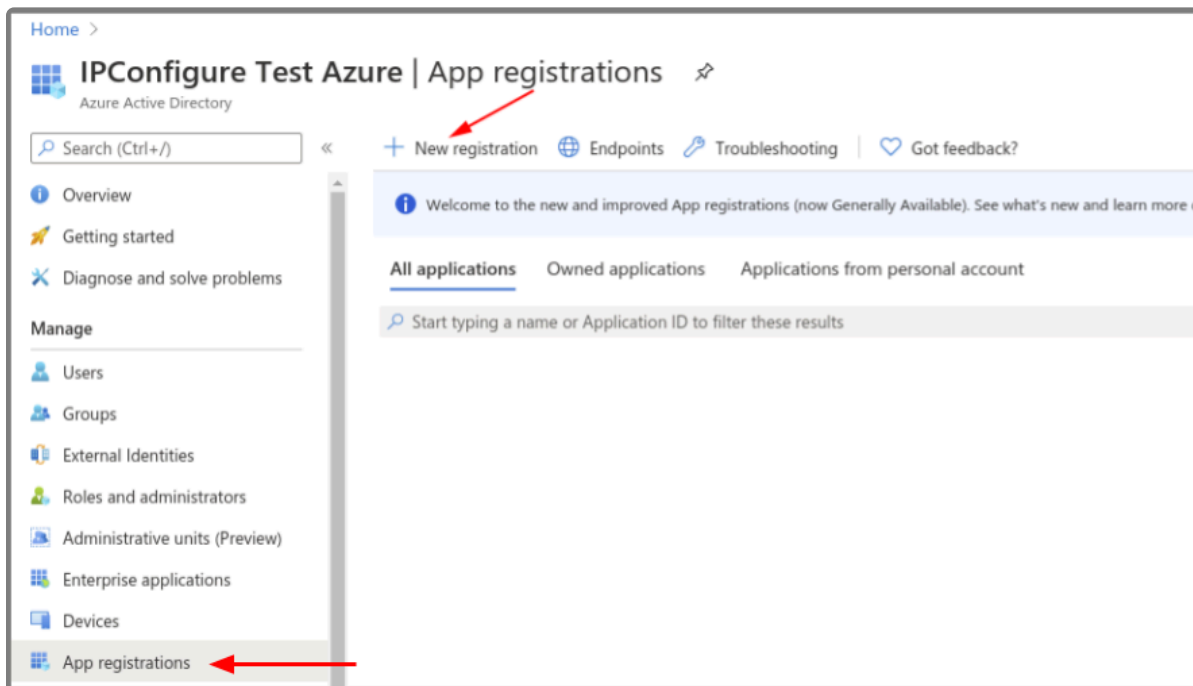 Home >
IPConfigure Test Azure | App registrations
Azure Active Directory
Search (Ctrl+/)
«
New registration
Endpoints
Troubleshooting
Got feedback?
Overview
Getting started
Diagnose and solve problems
Manage
Users
Groups
External Identities
Roles and administrators
Administrative units (Preview)
Enterprise applications
Devices
App registrations
Welcome to the new and improved App registrations (now Generally Available). See what's new and learn more
All applications
Owned applications
Applications from personal account
Start typing a name or Application ID to filter these results